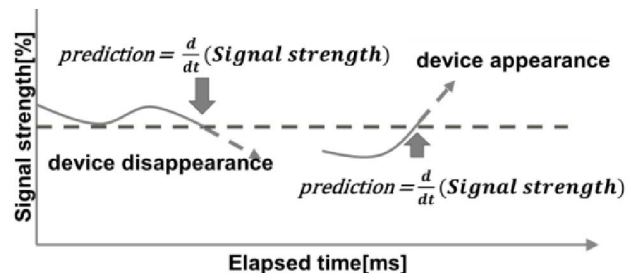 Signal strength[%]
prediction = d/dt (Signal strength)
device appearance
device disappearance
prediction = d/dt (Signal strength)
Elapsed time[ms]